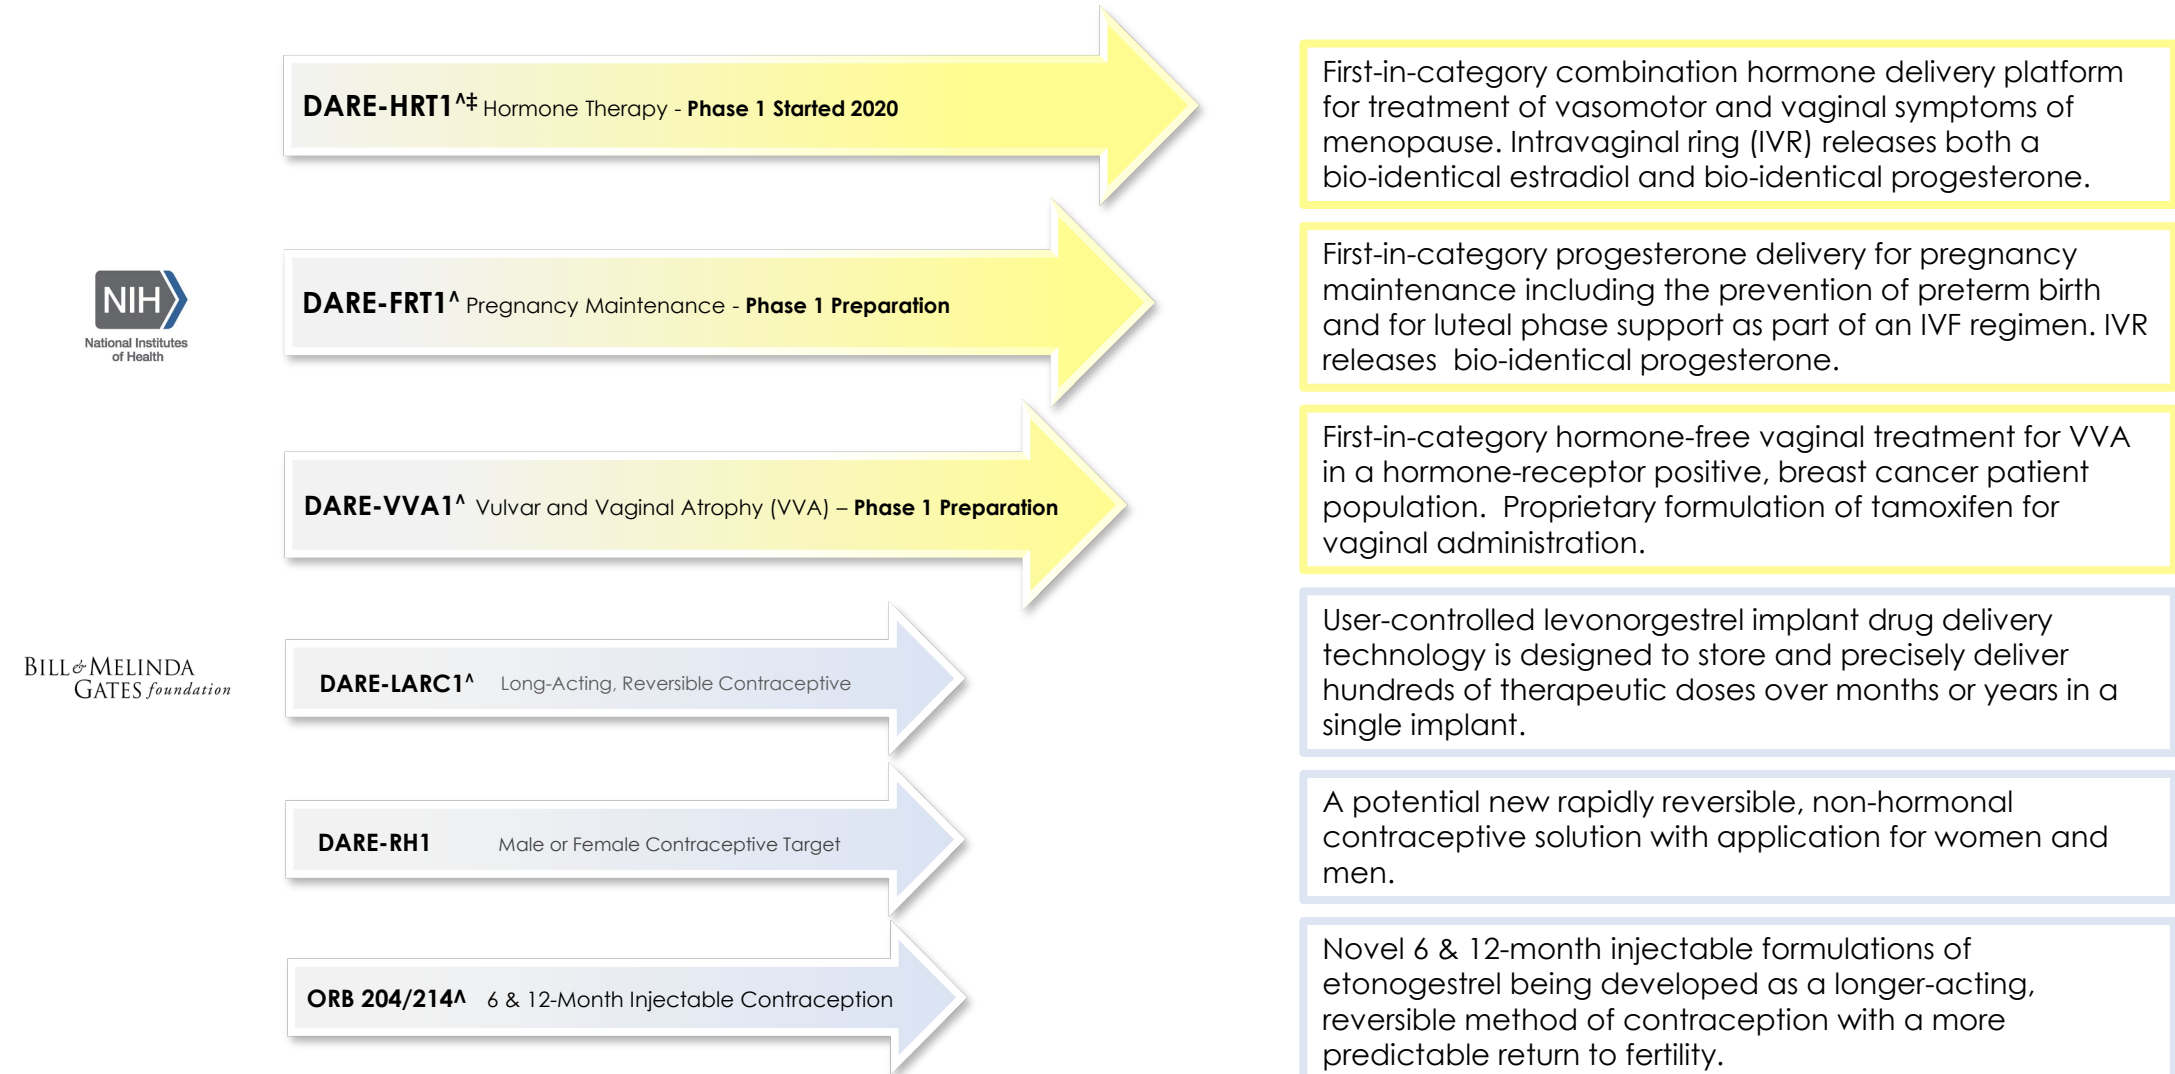 DARE-HRT1^‡ Hormone Therapy - Phase 1 Started 2020
First-in-category combination hormone delivery platform
for treatment of vasomotor and vaginal symptoms of
menopause. Intravaginal ring (IVR) releases both a
bio-identical estradiol and bio-identical progesterone.
NIH
National Institutes
of Health
DARE-FRT1^ Pregnancy Maintenance - Phase 1 Preparation
First-in-category progesterone delivery for pregnancy
maintenance including the prevention of preterm birth
and for luteal phase support as part of an IVF regimen. IVR
releases bio-identical progesterone.
DARE-VVA1^ Vulvar and Vaginal Atrophy (VVA) – Phase 1 Preparation
First-in-category hormone-free vaginal treatment for VVA
in a hormone-receptor positive, breast cancer patient
population. Proprietary formulation of tamoxifen for
vaginal administration.
BILL & MELINDA
GATES foundation
DARE-LARC1^ Long-Acting, Reversible Contraceptive
User-controlled levonorgestrel implant drug delivery
technology is designed to store and precisely deliver
hundreds of therapeutic doses over months or years in a
single implant.
DARE-RH1 Male or Female Contraceptive Target
A potential new rapidly reversible, non-hormonal
contraceptive solution with application for women and
men.
ORB 204/214^ 6 & 12-Month Injectable Contraception
Novel 6 & 12-month injectable formulations of
etonogestrel being developed as a longer-acting,
reversible method of contraception with a more
predictable return to fertility.